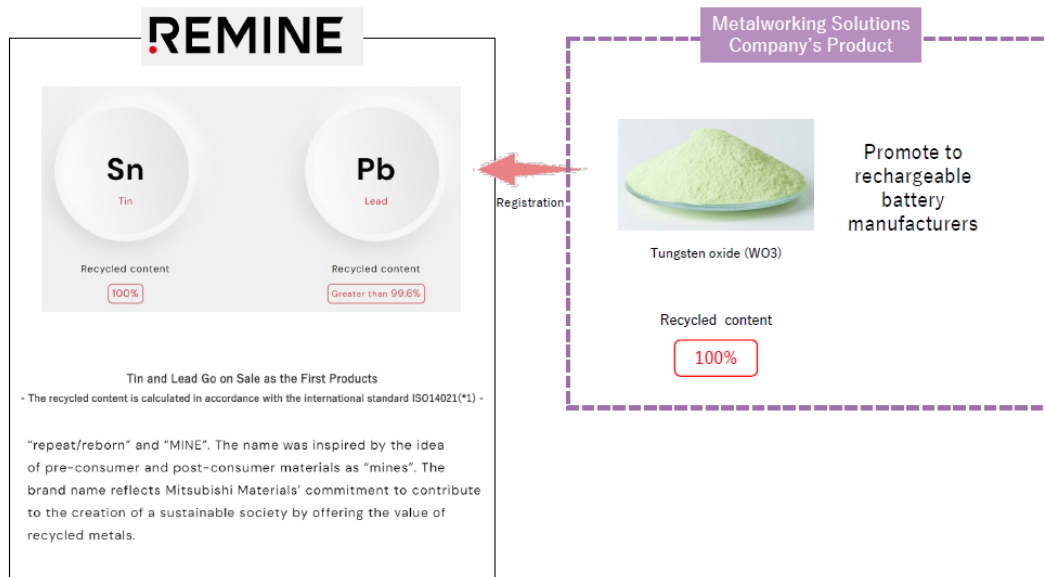 REMINE
Sn
Tin
Recycled content
100%
Pb
Lead
Recycled content
Greater than 99.6%
Tin and Lead Go on Sale as the First Products
- The recycled content is calculated in accordance with the international standard ISO14021(*1) -
“repeat/reborn” and “MINE”. The name was inspired by the idea
of pre-consumer and post-consumer materials as “mines”. The
brand name reflects Mitsubishi Materials’ commitment to contribute
to the creation of a sustainable society by offering the value of
recycled metals.
Registration
Metalworking Solutions
Company’s Product
Tungsten oxide (WO3)
Recycled content
100%
Promote to
rechargeable
battery
manufacturers